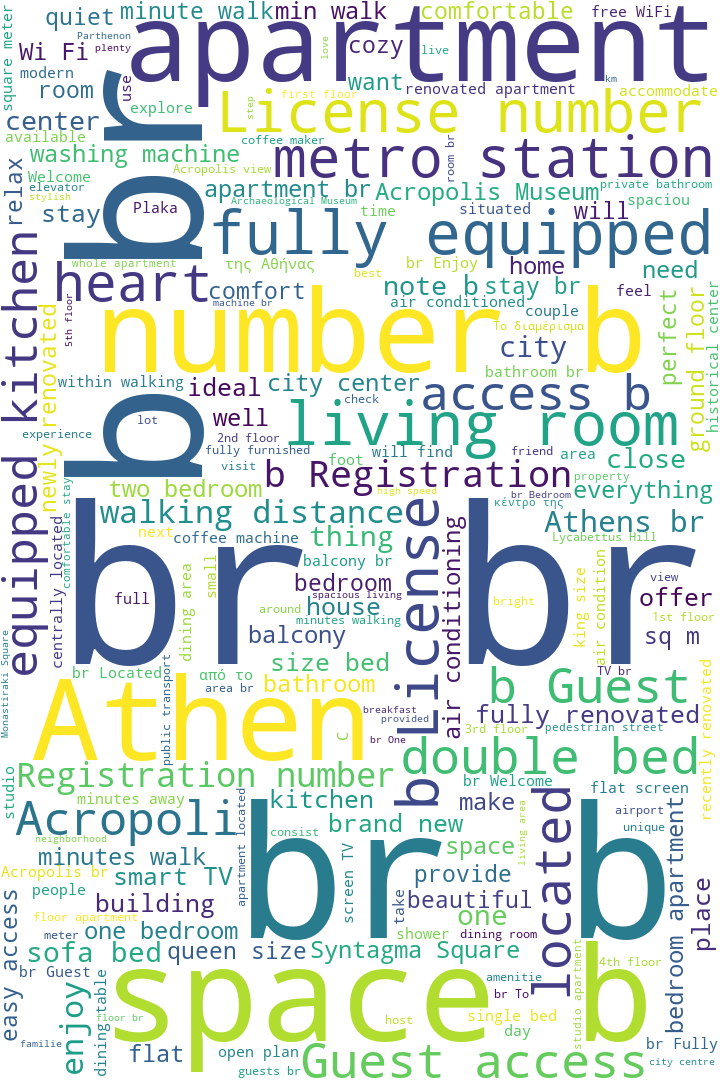 minute walk
min walk
comfortable
free WiFi
apartment
square meter
quiet
Parthenon
plenty
Wi Fi
modern
room
center
available
use
explore
cozy
love
live
want
renovated apartment
first floor
step
km
accommodate
License number
coffee maker
washing machine
Welcome
elevator
stylish
relax
stay
Plaka
br b
Acropolis view
metro station
room br
apartment br
Acropolis Museum
private bathroom
Archaeological Museum
spaciou
time
situated
will
fully equipped
whole apartment
της Αθήνας
br Enjoy
home
need
best
heart
comfort
note b
stay br
machine br
air conditioned
couple
feel
5th floor
Το διαμέρισμα
number b
city
bathroom br
perfect
ground floor
historical center
equipped kitchen
newly renovated
within walking
ideal
city center
access b
check
lot
well
living room
experience
2nd floor
fully furnished
visit
foot
will find
friend
area
close
b Registration
property
high speed
br Bedroom
everything
two bedroom
comfortable stay
walking distance
κέντρο της
Athens br
next
coffee machine
thing
Lycabettus Hill
br
br
balcony br
bedroom
spacious living
full
small
dining area
centrally located
around
house
minutes walking
balcony
b License
air conditioning
bright
king size
air condition
view
offer
1st floor
sq m
Monastiraki Square
br Located
από το
size bed
TV br
public transport
area br
bathroom
b Guest
breakfast
provided
fully renovated
Athen
C
br One
3rd floor
pedestrian street
recently renovated
double bed
studio
Registration number
minutes away
kitchen
br Welcome
flat screen
make
airport
unique
Acropoli
neighborhood
apartment located
consist
brand new
living area
minutes walk
br b
space
located
bedroom apartment
Acropolis br
smart TV
screen TV
provide
people
building
take
beautiful
place
floor apartment
one
easy access
meter
one bedroom
shower
dining room
sofa bed
queen size
Syntagma Square
br Guest
br To
amenitie
4th floor
studio apartment
space b
enjoy
dining table
floor br
host
single bed
day
br Fully
familie
flat
open plan
guests br
Guest access
city centre